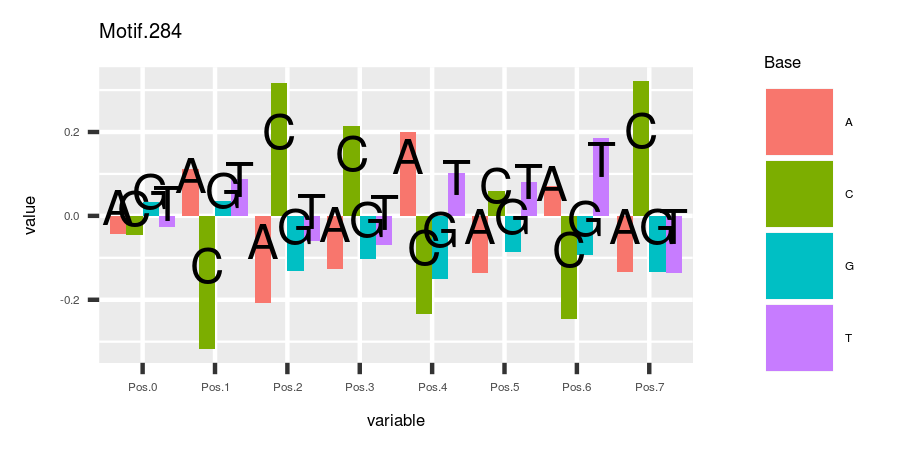 Motif.284
value
0.2
0.0
-0.2
A C G T A C G T A C G T A C G T A C G T A C G T A C G T A C G T
Pos.0 Pos.1 Pos.2 Pos.3 Pos.4 Pos.5 Pos.6 Pos.7
variable
Base
A
C
G
T